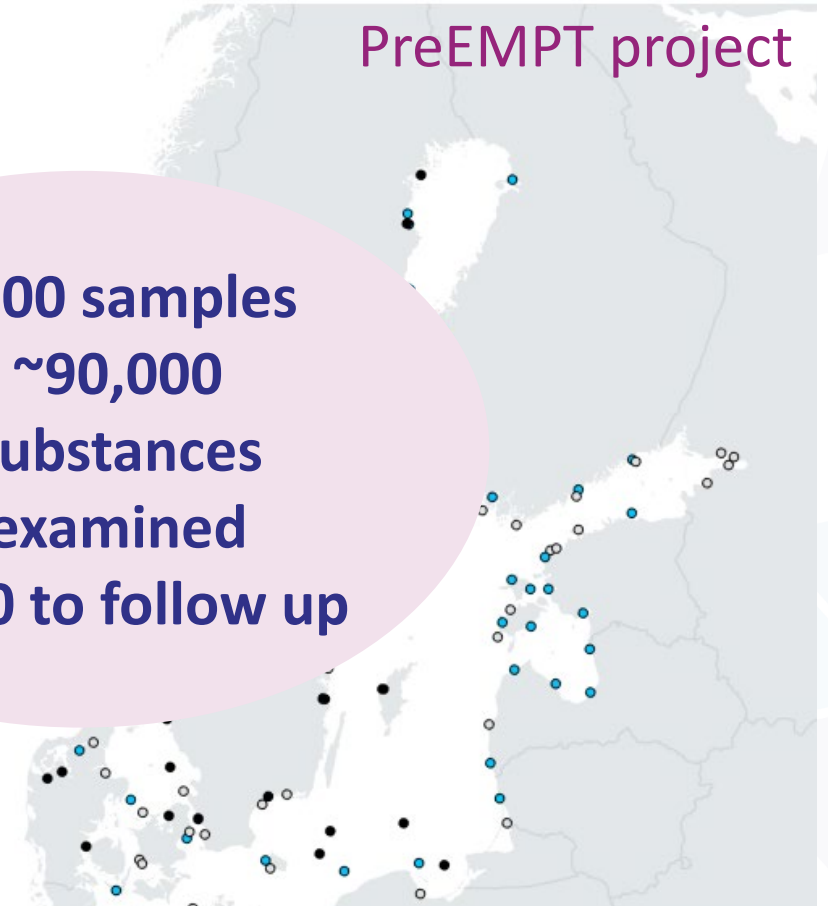 PreEMPT project
00 samples
~90,000
ubstances
examined
0 to follow up